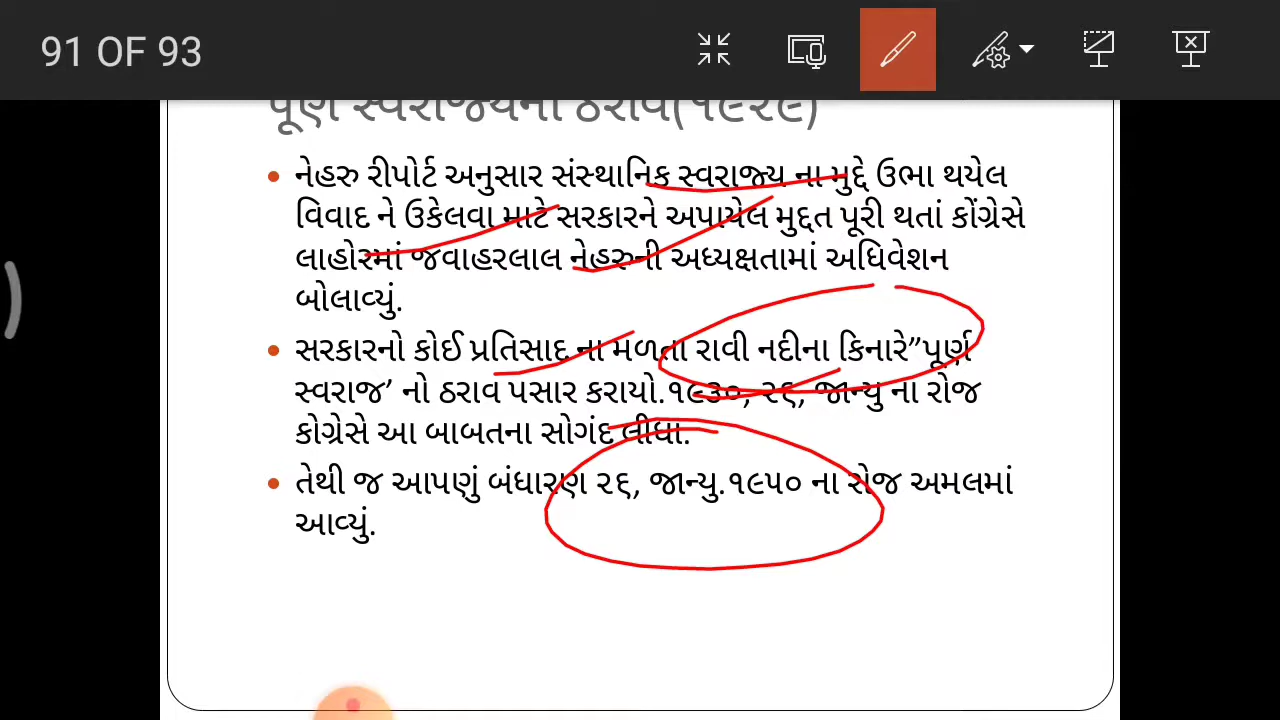 91 OF 93
પૂર્ણ સ્વરાજ્યનો ઠરાવ(૧૯૨૯)
નેહરુ રીપોર્ટ અનુસાર સંસ્થાનિક સ્વરાજ્ય ના મુદ્દે ઉભા થયેલ
વિવાદ ને ઉકેલવા માટે સરકારને અપાયેલ મુદ્દત પૂરી થતાં કોંગ્રેસે
લાહોરમાં જવાહરલાલ નેહરુની અધ્યક્ષતામાં અધિવેશન
બોલાવ્યું.
સરકારનો કોઈ પ્રતિસાદ ના મળતા રાવી નદીના કિનારે”પૂર્ણ
સ્વરાજ’ નો ઠરાવ પસાર કરાયો.૧૯૩૦, ૨૬, જાન્યુ ના રોજ
કોગ્રેસે આ બાબતના સોગંદ લીધા.
તેથી જ આપણું બંધારણ ૨૬, જાન્યુ.૧૯૫૦ ના રોજ અમલમાં
આવ્યું.